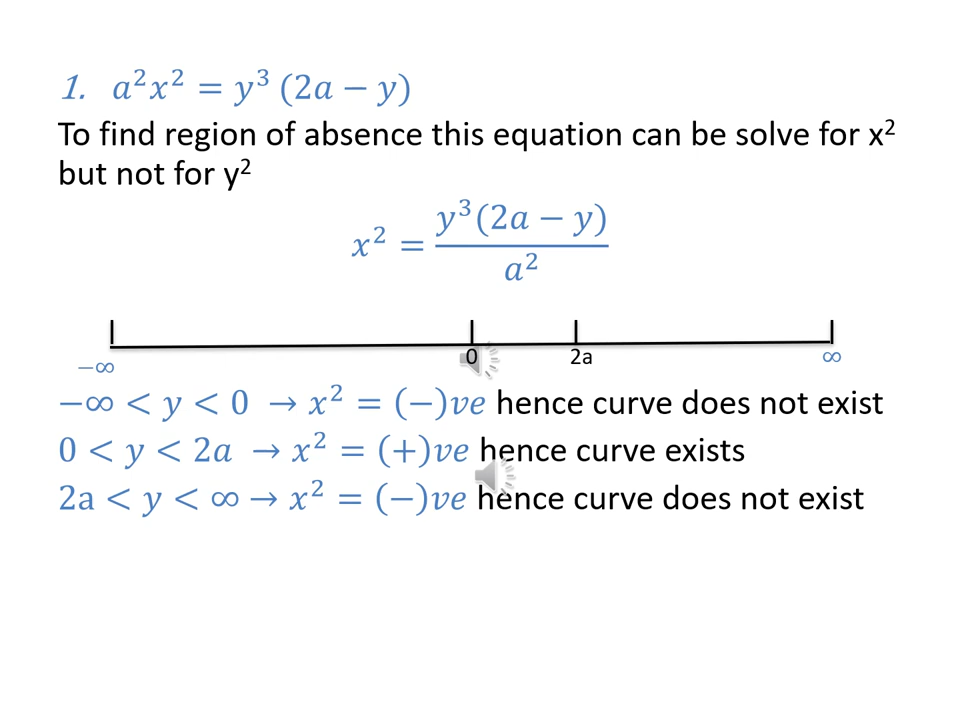 1. a²x² = y³ (2a − y)
To find region of absence this equation can be solve for x²
but not for y²
x² = y³(2a − y) / a²
0 2a ∞
−∞
−∞ < y < 0 → x² = (−)ve hence curve does not exist
0 < y < 2a → x² = (+)ve hence curve exists
2a < y < ∞ → x² = (−)ve hence curve does not exist